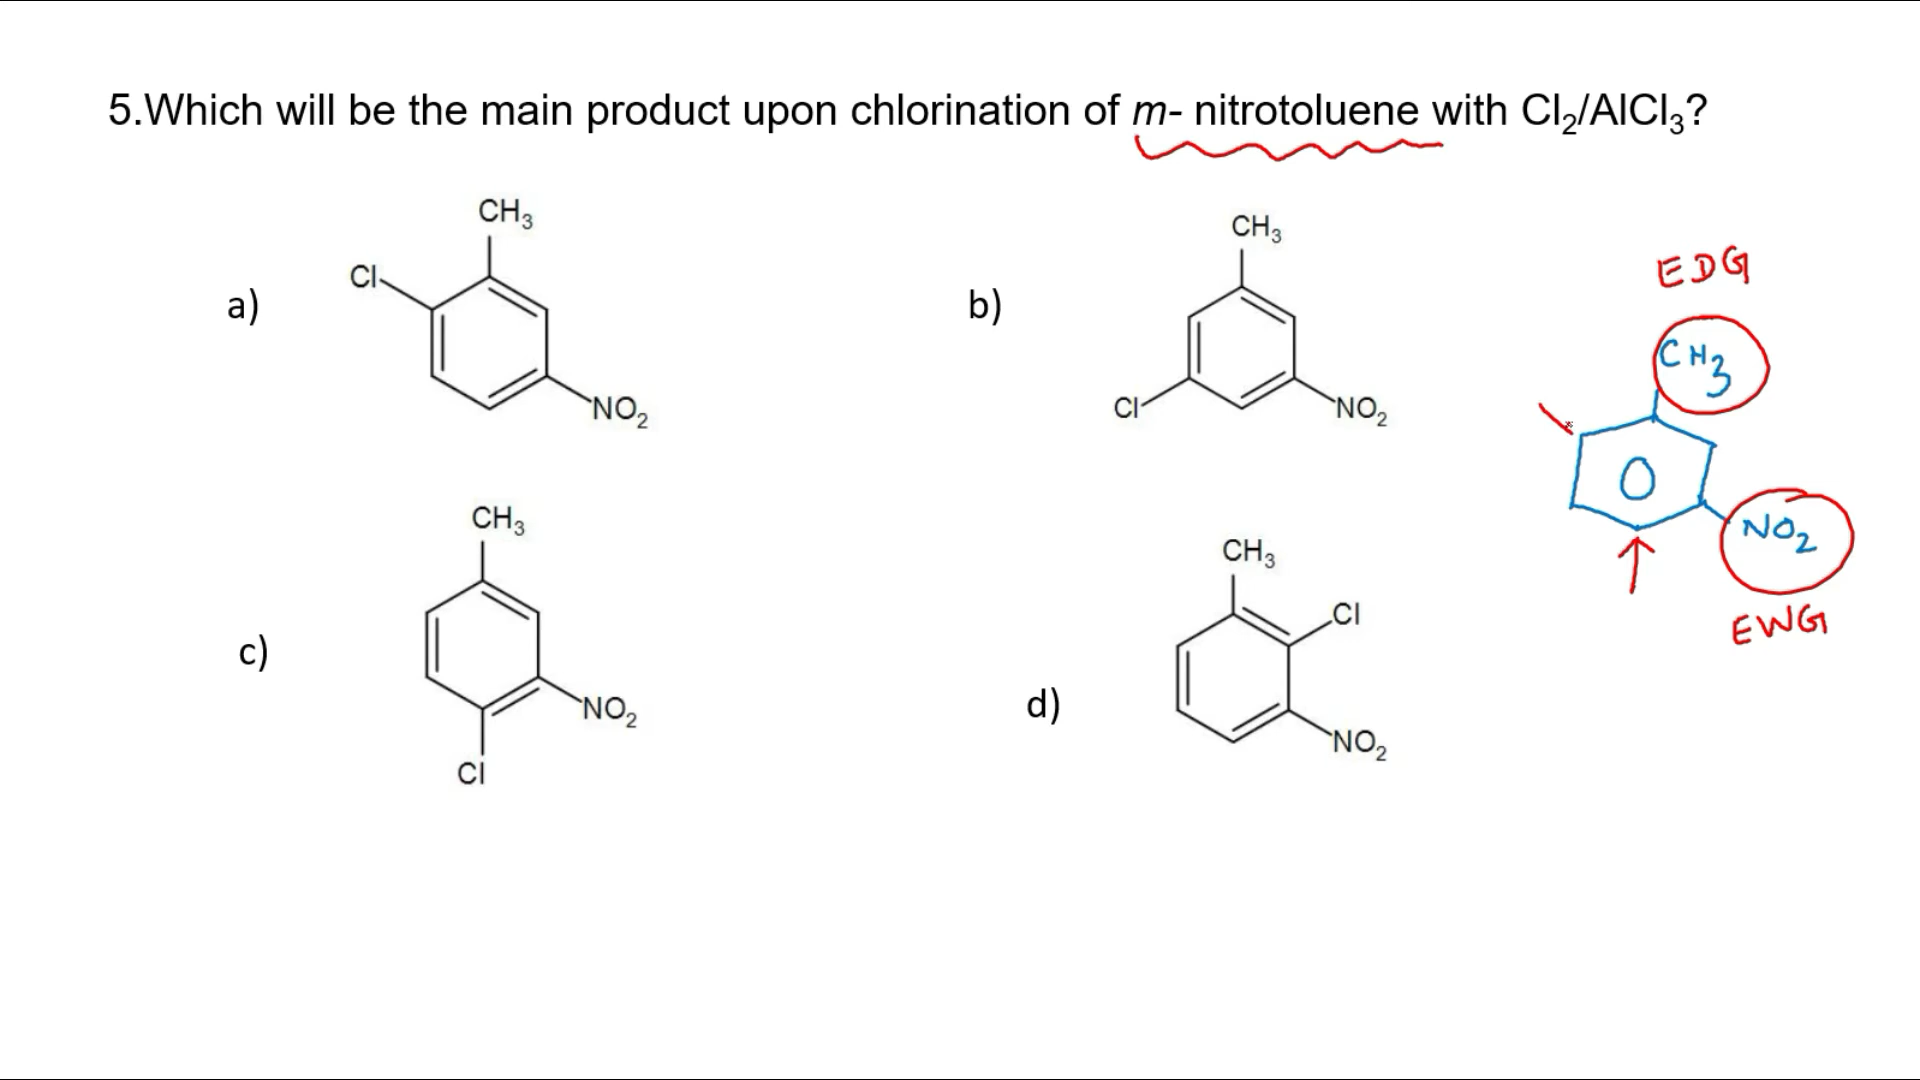 5.Which will be the main product upon chlorination of m- nitrotoluene with Cl₂/AlCl₃?
a)
CH₃
Cl
NO₂
b)
CH₃
Cl
NO₂
EDG
CH₃
O
NO₂
EWG
c)
CH₃
NO₂
Cl
d)
CH₃
Cl
NO₂